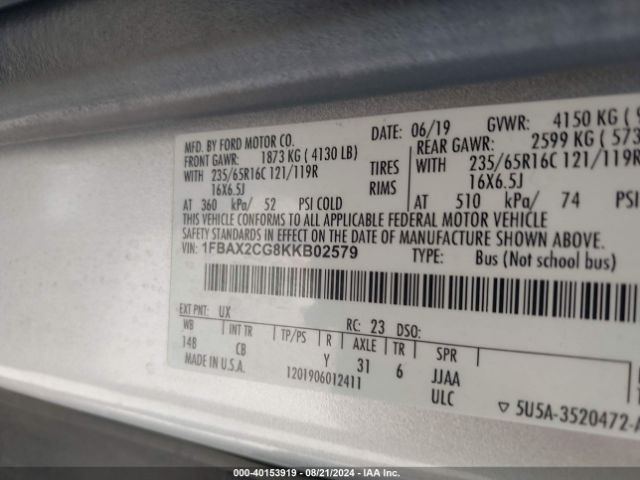 MFD. BY FORD MOTOR CO.
DATE: 06/19 GVWR: 4150 KG
FRONT GAWR: 1873 KG ( 4130 LB)
REAR GAWR: 2599 KG
WITH 235/65R16C 121/119R TIRES
WITH 235/65R16C 121/119R
16X6.5J RIMS
16X6.5J
AT 360 kPa/ 52 PSI COLD
AT 510 kPa/ 74 PSI
THIS VEHICLE CONFORMS TO ALL APPLICABLE FEDERAL MOTOR VEHICLE
SAFETY STANDARDS IN EFFECT ON THE DATE OF MANUFACTURE SHOWN ABOVE.
VIN: 1FBAX2CG8KKB02579 TYPE: Bus (Not school bus)
EXT PNT: UX RC: 23 DSO:
WB INT TR TP/PS R AXLE TR SPR
148 CB Y 31 6 JJAA
MADE IN U.S.A. 1201906012411 ULC
5U5A-3520472-
000-40153919 - 08/21/2024 - IAA Inc.